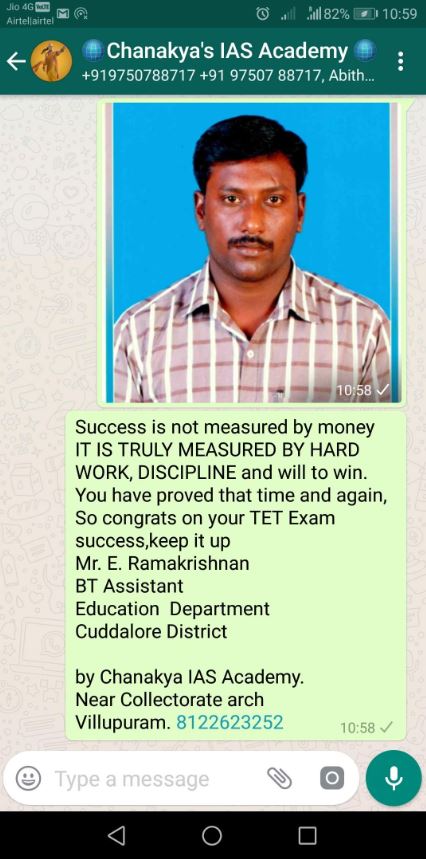 Jio 4G VoLTE
Airtel|airtel
82%
10:59
Chanakya's IAS Academy
+919750788717 +91 97507 88717, Abith...
10:58
Success is not measured by money
IT IS TRULY MEASURED BY HARD
WORK, DISCIPLINE and will to win.
You have proved that time and again,
So congrats on your TET Exam
success,keep it up
Mr. E. Ramakrishnan
BT Assistant
Education  Department
Cuddalore District
by Chanakya IAS Academy.
Near Collectorate arch
Villupuram. 8122623252
10:58
Type a message